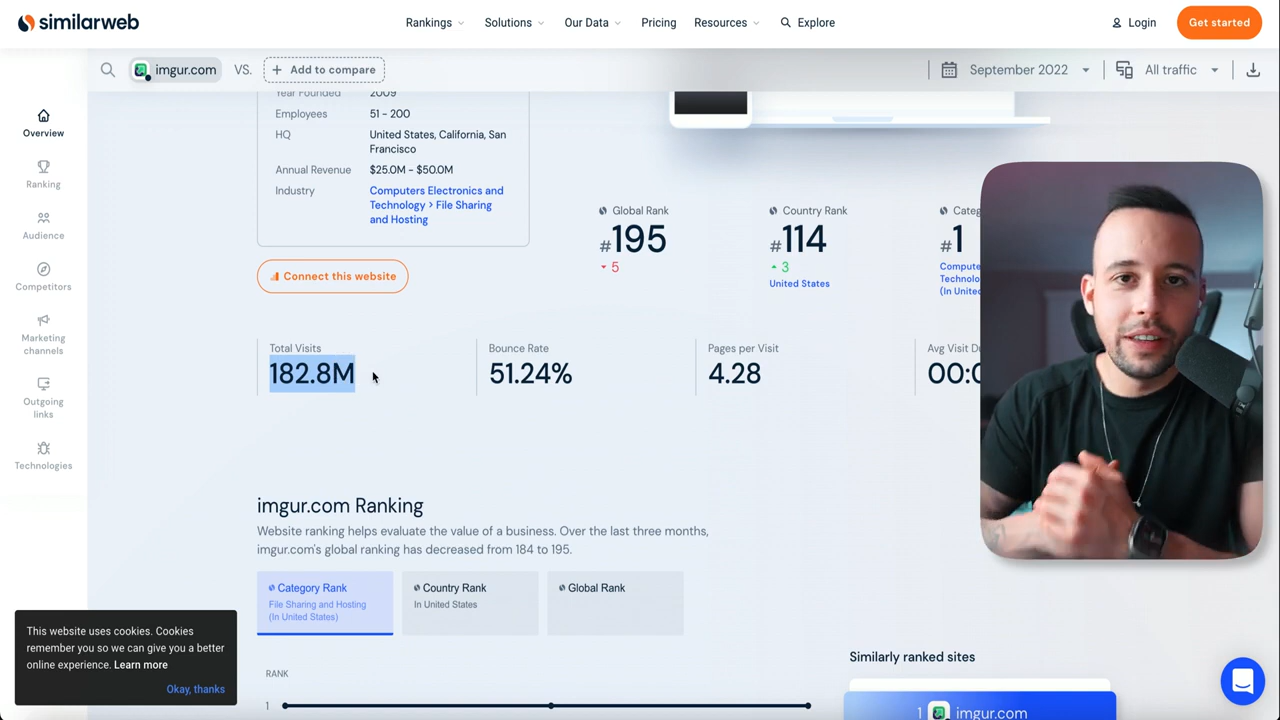 similarweb
Rankings
Solutions
Our Data
Pricing
Resources
Explore
Login
Get started
imgur.com
VS.
+ Add to compare
September 2022
All traffic
Overview
Ranking
Audience
Competitors
Marketing
channels
Outgoing
links
Technologies
Year Founded 2009
Employees 51 - 200
HQ United States, California, San
Francisco
Annual Revenue $25.0M - $50.0M
Industry Computers Electronics and
Technology > File Sharing
and Hosting
Connect this website
Global Rank
#195
5
Country Rank
#114
3
United States
#1
(In
Total Visits
182.8M
Bounce Rate
51.24%
Pages per Visit
4.28
Avg Visit
imgur.com Ranking
Website ranking helps evaluate the value of a business. Over the last three months,
imgur.com's global ranking has decreased from 184 to 195.
Category Rank
File Sharing and Hosting
(In United States)
Country Rank
In United States
Global Rank
RANK
1
Similarly ranked sites
1 imgur.com
This website uses cookies. Cookies
remember you so we can give you a better
online experience. Learn more
Okay, thanks